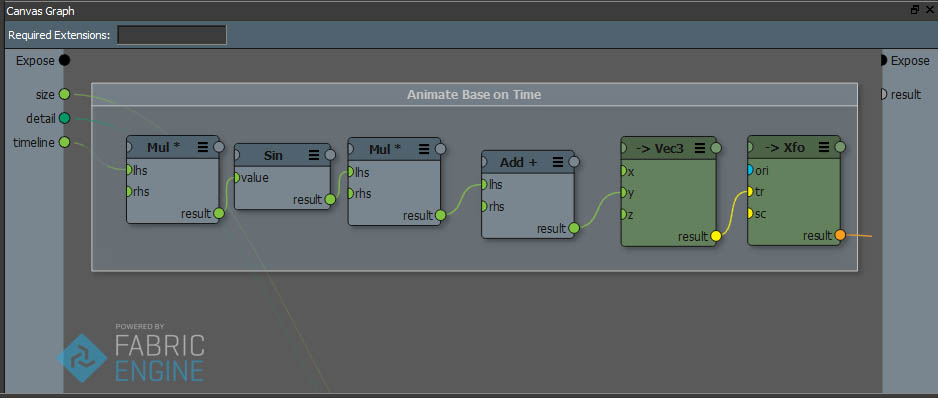 Canvas Graph
Required Extensions:
Expose
Expose
size
result
detail
timeline
Animate Base on Time
Mul *
lhs
rhs
result
Sin
value
result
Mul *
lhs
rhs
result
Add +
lhs
rhs
result
-> Vec3
x
y
z
result
-> Xfo
ori
tr
sc
result
POWERED BY
FABRIC
ENGINE